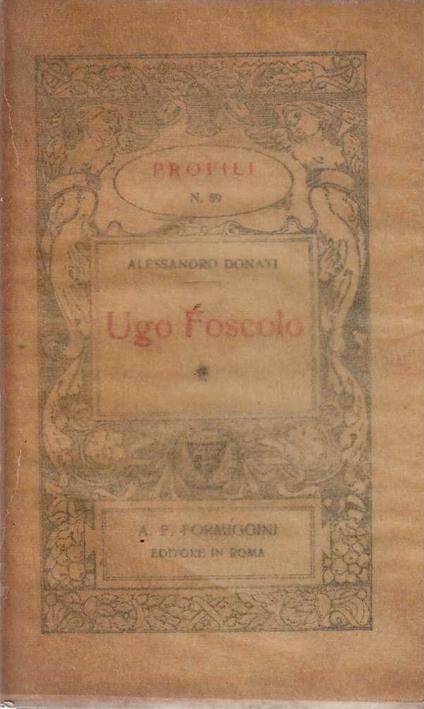 PROFILI
N. 89
ALESSANDRO DONATI
Ugo Foscolo
A. F. FORMIGGINI
EDITORE IN ROMA